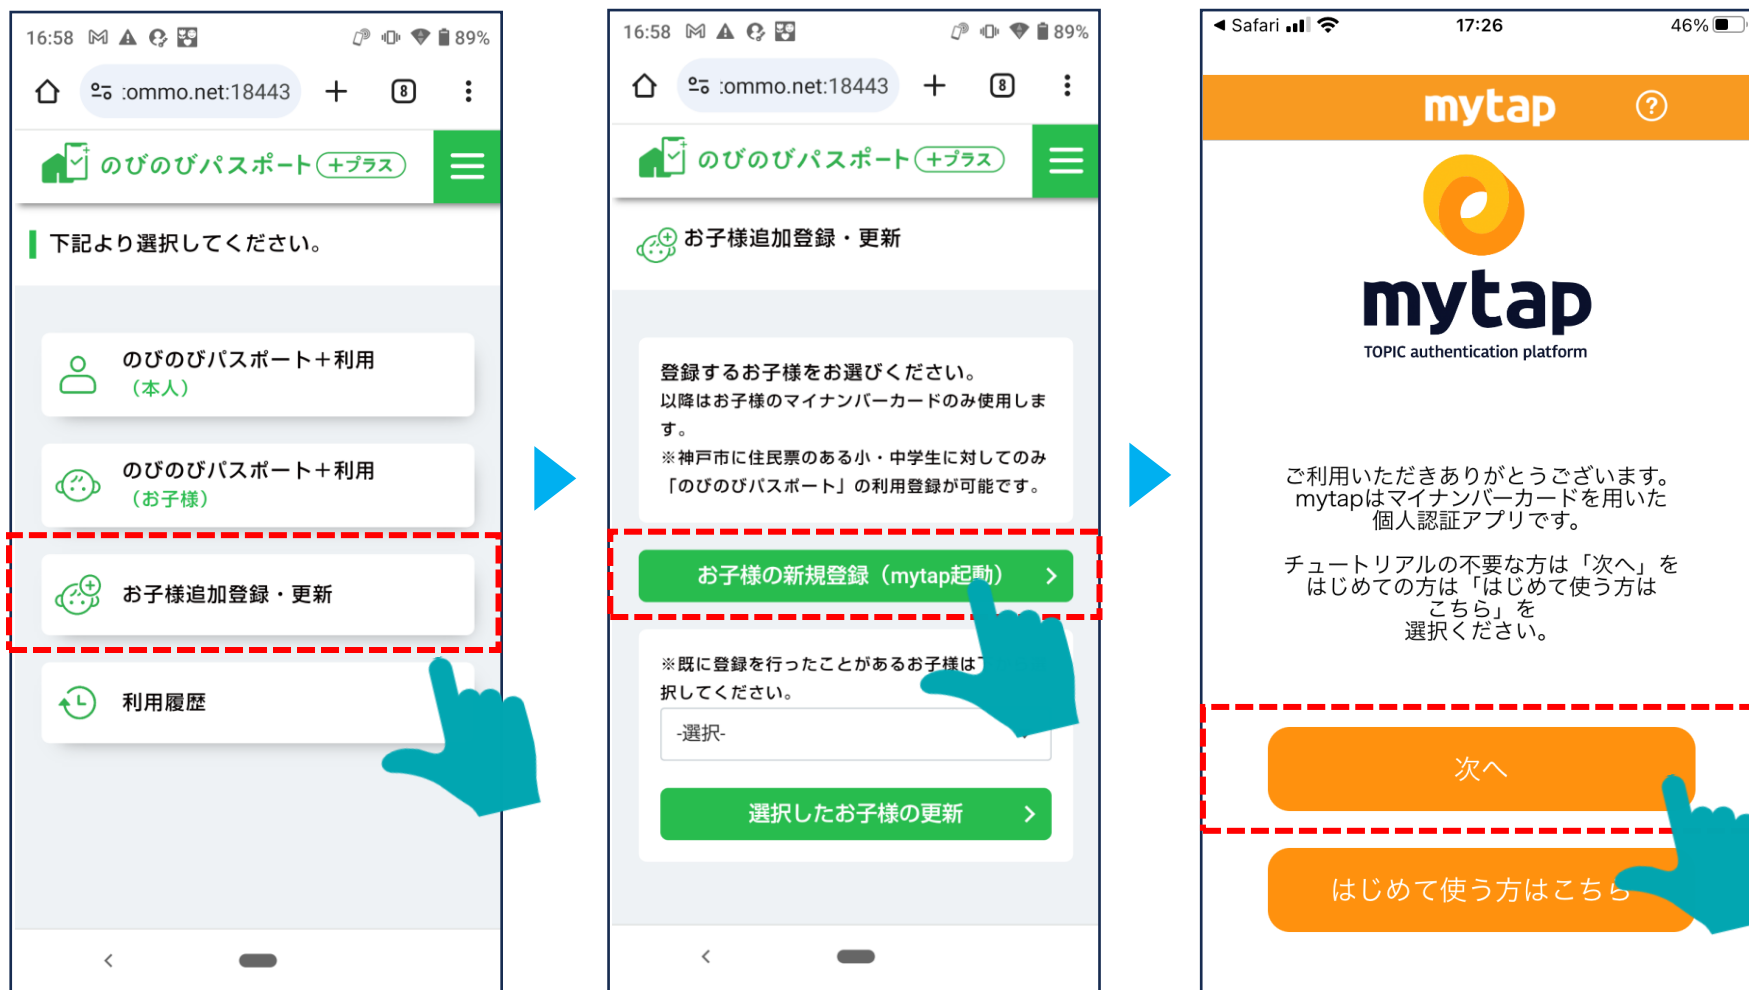 16:58
89%
:ommo.net:18443
8
のびのびパスポート +プラス
下記より選択してください。
のびのびパスポート+利用
(本人)
のびのびパスポート+利用
(お子様)
お子様追加登録・更新
利用履歴
16:58
89%
:ommo.net:18443
8
のびのびパスポート +プラス
お子様追加登録・更新
登録するお子様をお選びください。
以降はお子様のマイナンバーカードのみ使用しま
す。
※神戸市に住民票のある小・中学生に対してのみ
「のびのびパスポート」の利用登録が可能です。
お子様の新規登録(mytap起動)
※既に登録を行ったことがあるお子様は
択してください。
-選択-
選択したお子様の更新
Safari
17:26
46%
mytap
?
mytap
TOPIC authentication platform
ご利用いただきありがとうございます。
mytapはマイナンバーカードを用いた
個人認証アプリです。
チュートリアルの不要な方は「次へ」を
はじめての方は「はじめて使う方は
こちら」を
選択ください。
次へ
はじめて使う方はこちら